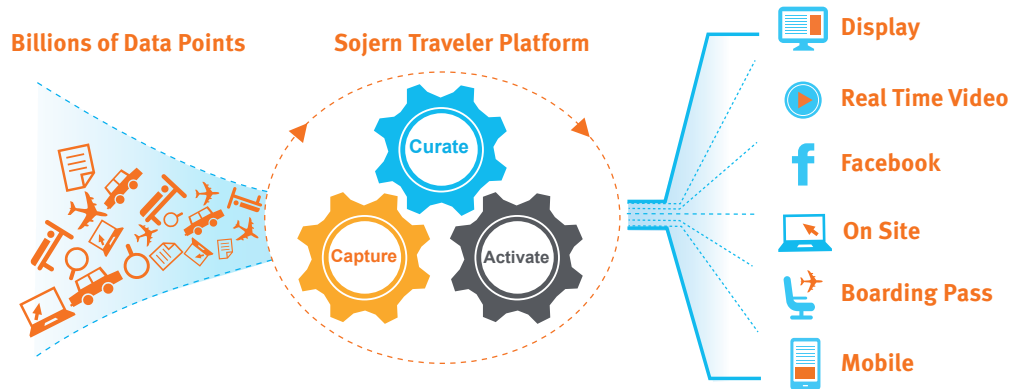 Billions of Data Points
Sojern Traveler Platform
Curate
Capture
Activate
Display
Real Time Video
Facebook
On Site
Boarding Pass
Mobile